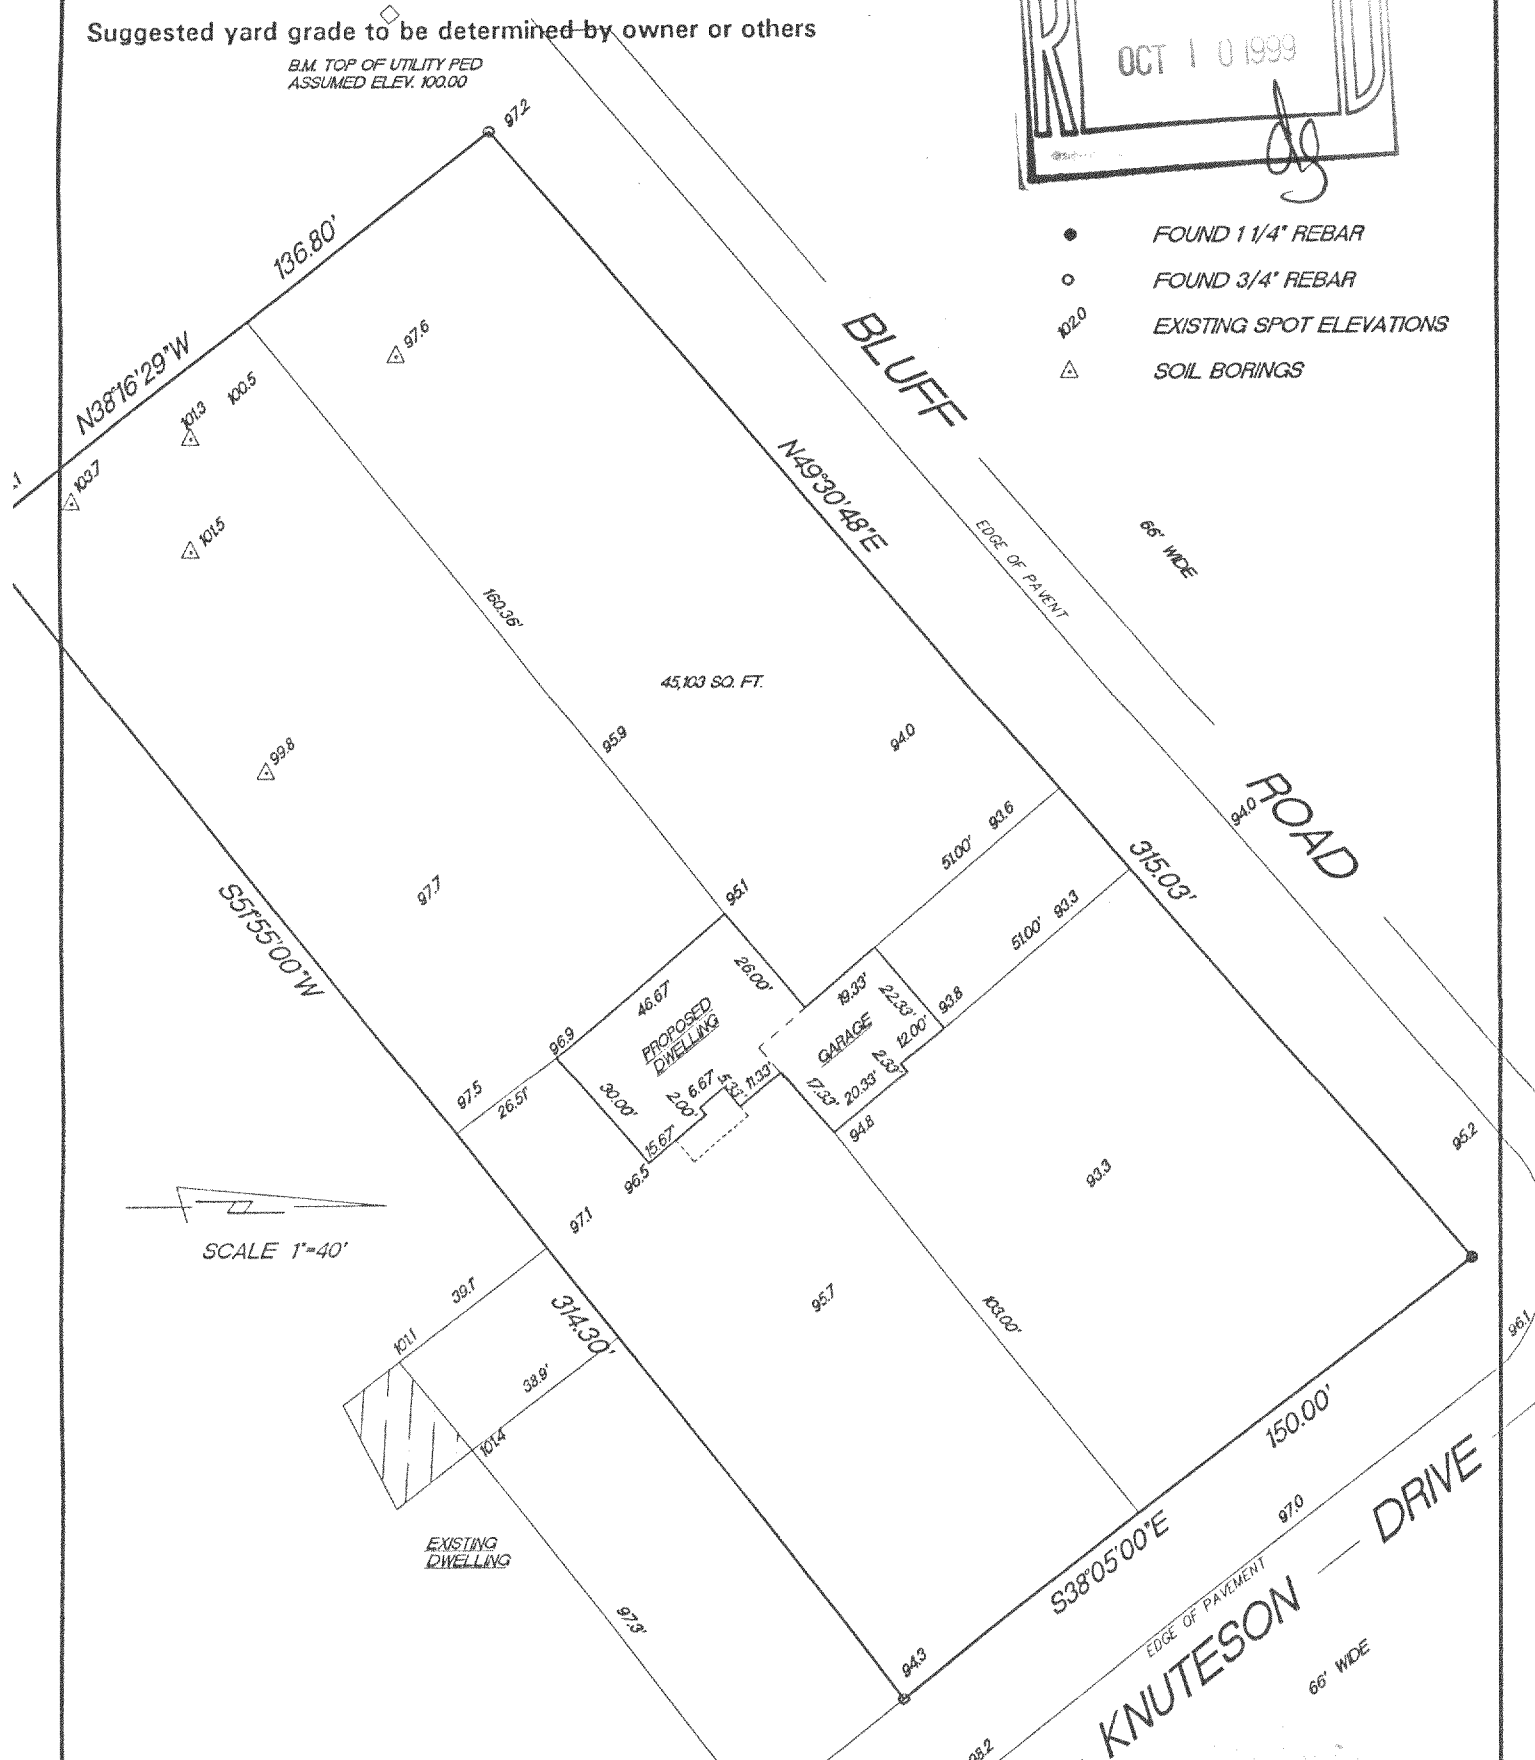 Suggested yard grade to be determined by owner or others
B.M. TOP OF UTILITY PED
ASSUMED ELEV. 100.00
R
D
OCT 10 1999
FOUND 1 1/4" REBAR
FOUND 3/4" REBAR
102.0
EXISTING SPOT ELEVATIONS
SOIL BORINGS
97.2
136.80'
N38°16'29"W
97.6
100.5
101.3
103.7
101.5
99.8
BLUFF
ROAD
66' WIDE
EDGE OF PAVENT
N49°30'48"E
315.03'
160.36'
45,103 SQ. FT.
95.9
94.0
94.0
51.00'
93.6
51.00'
93.3
S51°55'00"W
97.7
95.1
26.00'
46.67'
PROPOSED
DWELLING
96.9
30.00'
15.67'
2.00'
6.67'
5.33'
11.33'
19.33'
22.33'
GARAGE
12.00'
2.33'
20.33'
17.33'
93.8
94.8
97.5
26.51'
96.5
97.1
93.3
95.2
95.7
103.00'
SCALE 1"=40'
39.1'
101.1
38.9'
101.4
314.30'
EXISTING
DWELLING
97.3'
94.3
96.1
150.00'
S38°05'00"E
97.0
EDGE OF PAVEMENT
KNUTESON
DRIVE
66' WIDE
98.2